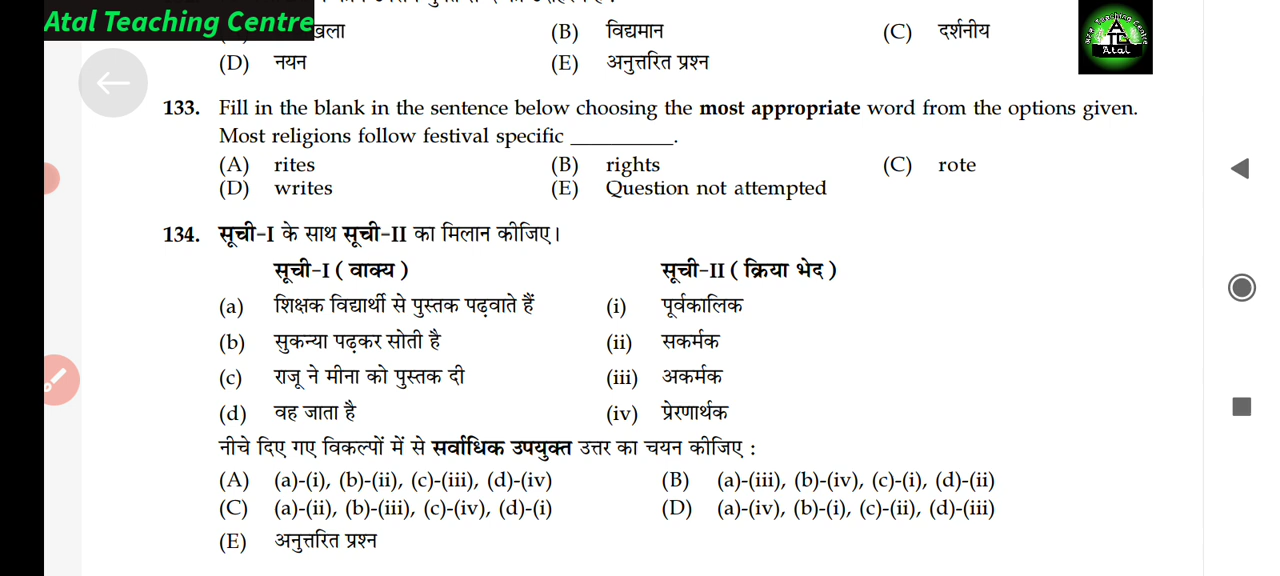 Atal Teaching Centre
खला (B) विद्यमान (C) दर्शनीय
(D) नयन (E) अनुत्तरित प्रश्न
Atal
133. Fill in the blank in the sentence below choosing the most appropriate word from the options given.
Most religions follow festival specific __________.
(A) rites (B) rights (C) rote
(D) writes (E) Question not attempted
134. सूची-I के साथ सूची-II का मिलान कीजिए।
सूची-I ( वाक्य ) सूची-II ( क्रिया भेद )
(a) शिक्षक विद्यार्थी से पुस्तक पढ़वाते हैं (i) पूर्वकालिक
(b) सुकन्या पढ़कर सोती है (ii) सकर्मक
(c) राजू ने मीना को पुस्तक दी (iii) अकर्मक
(d) वह जाता है (iv) प्रेरणार्थक
नीचे दिए गए विकल्पों में से सर्वाधिक उपयुक्त उत्तर का चयन कीजिए :
(A) (a)-(i), (b)-(ii), (c)-(iii), (d)-(iv) (B) (a)-(iii), (b)-(iv), (c)-(i), (d)-(ii)
(C) (a)-(ii), (b)-(iii), (c)-(iv), (d)-(i) (D) (a)-(iv), (b)-(i), (c)-(ii), (d)-(iii)
(E) अनुत्तरित प्रश्न